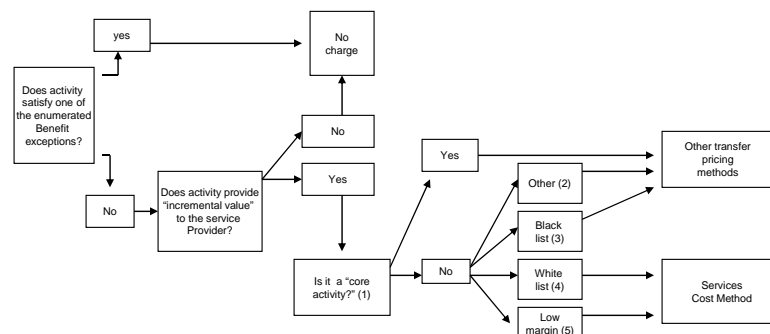 yes
No
charge
Does activity
satisfy one of
the enumerated
Benefit
exceptions?
No
Does activity provide
“incremental value”
to the service
Provider?
No
Yes
Is it  a “core
activity?” (1)
Yes
No
Other (2)
Black
list (3)
White
list (4)
Low
margin (5)
Other transfer
pricing
methods
Services
Cost Method